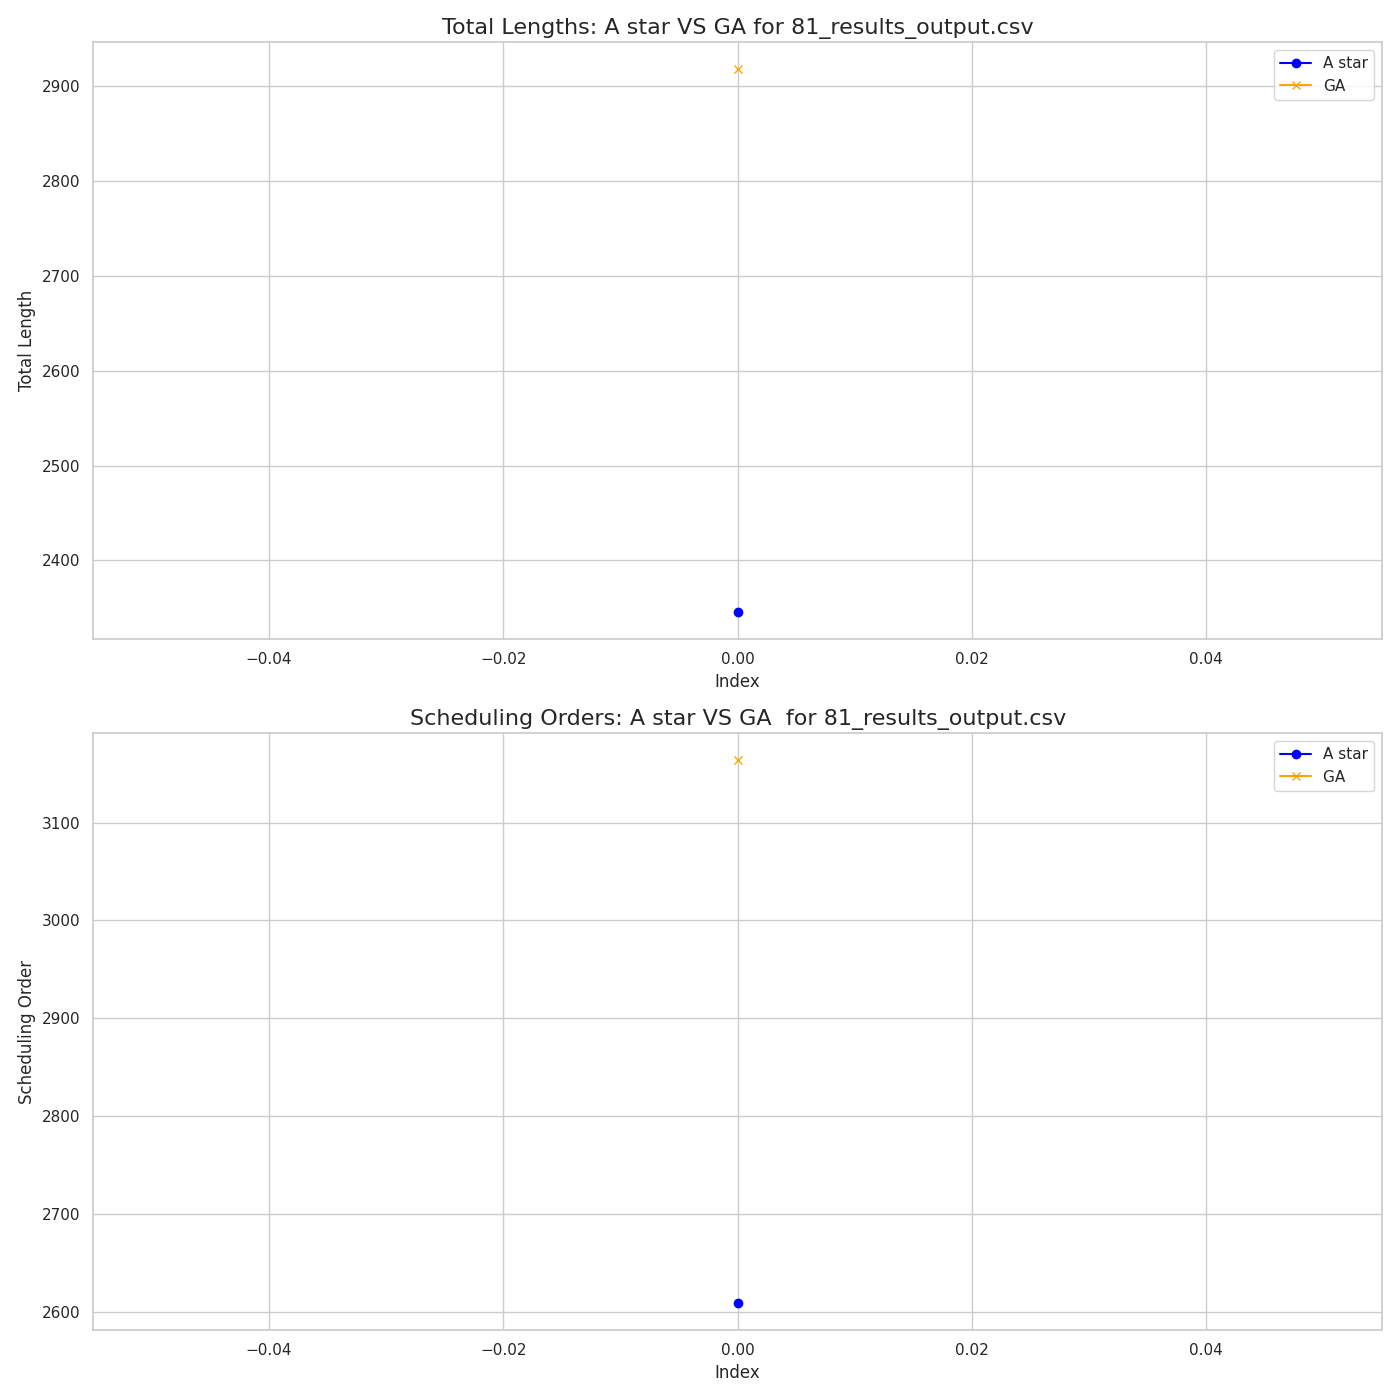 Total Lengths: A star VS GA for 81_results_output.csv
A star
GA
2900
2800
2700
2600
2500
2400
Total Length
−0.04
−0.02
0.00
0.02
0.04
Index
Scheduling Orders: A star VS GA  for 81_results_output.csv
A star
GA
3100
3000
2900
2800
2700
2600
Scheduling Order
−0.04
−0.02
0.00
0.02
0.04
Index